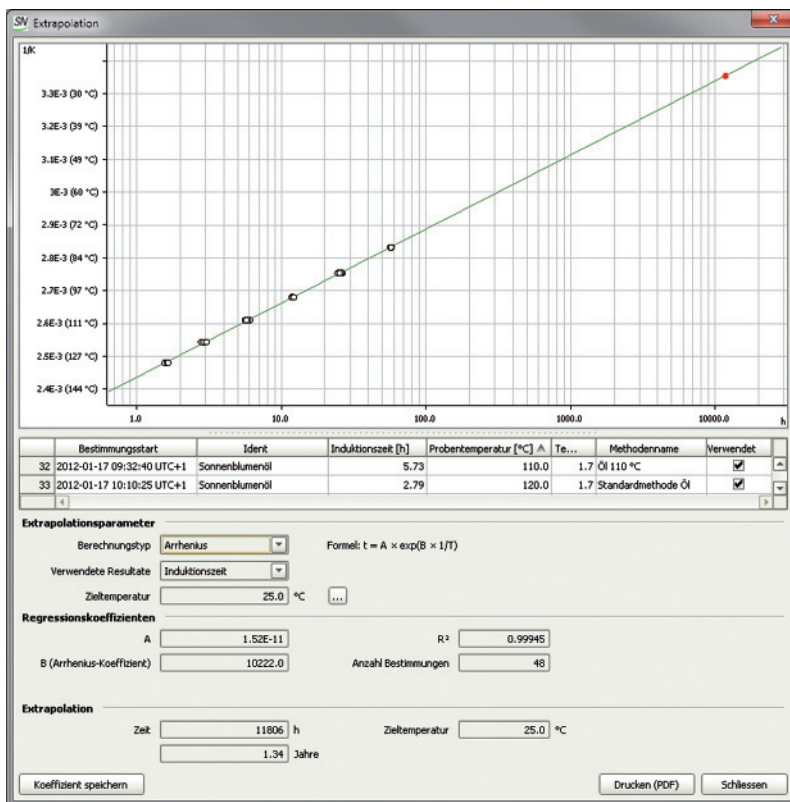 SN Extrapolation
1/K
3.3E-3 (30 °C)
3.2E-3 (39 °C)
3.1E-3 (49 °C)
3E-3 (60 °C)
2.9E-3 (72 °C)
2.8E-3 (84 °C)
2.7E-3 (97 °C)
2.6E-3 (111 °C)
2.5E-3 (127 °C)
2.4E-3 (144 °C)
1.0 10.0 100.0 1000.0 10000.0 h
Bestimmungsstart Ident Induktionszeit [h] Probentemperatur [°C] Te... Methodenname Verwendet
32 2012-01-17 09:32:40 UTC+1 Sonnenblumenöl 5.73 110.0 1.7 Öl 110 °C
33 2012-01-17 10:10:25 UTC+1 Sonnenblumenöl 2.79 120.0 1.7 Standardmethode Öl
Extrapolationsparameter
Berechnungstyp Arrhenius Formel: t = A × exp(B × 1/T)
Verwendete Resultate Induktionszeit
Zieltemperatur 25.0 °C ...
Regressionskoeffizienten
A 1.52E-11 R² 0.99945
B (Arrhenius-Koeffizient) 10222.0 Anzahl Bestimmungen 48
Extrapolation
Zeit 11806 h Zieltemperatur 25.0 °C
1.34 Jahre
Koeffizient speichern Drucken (PDF) Schliessen